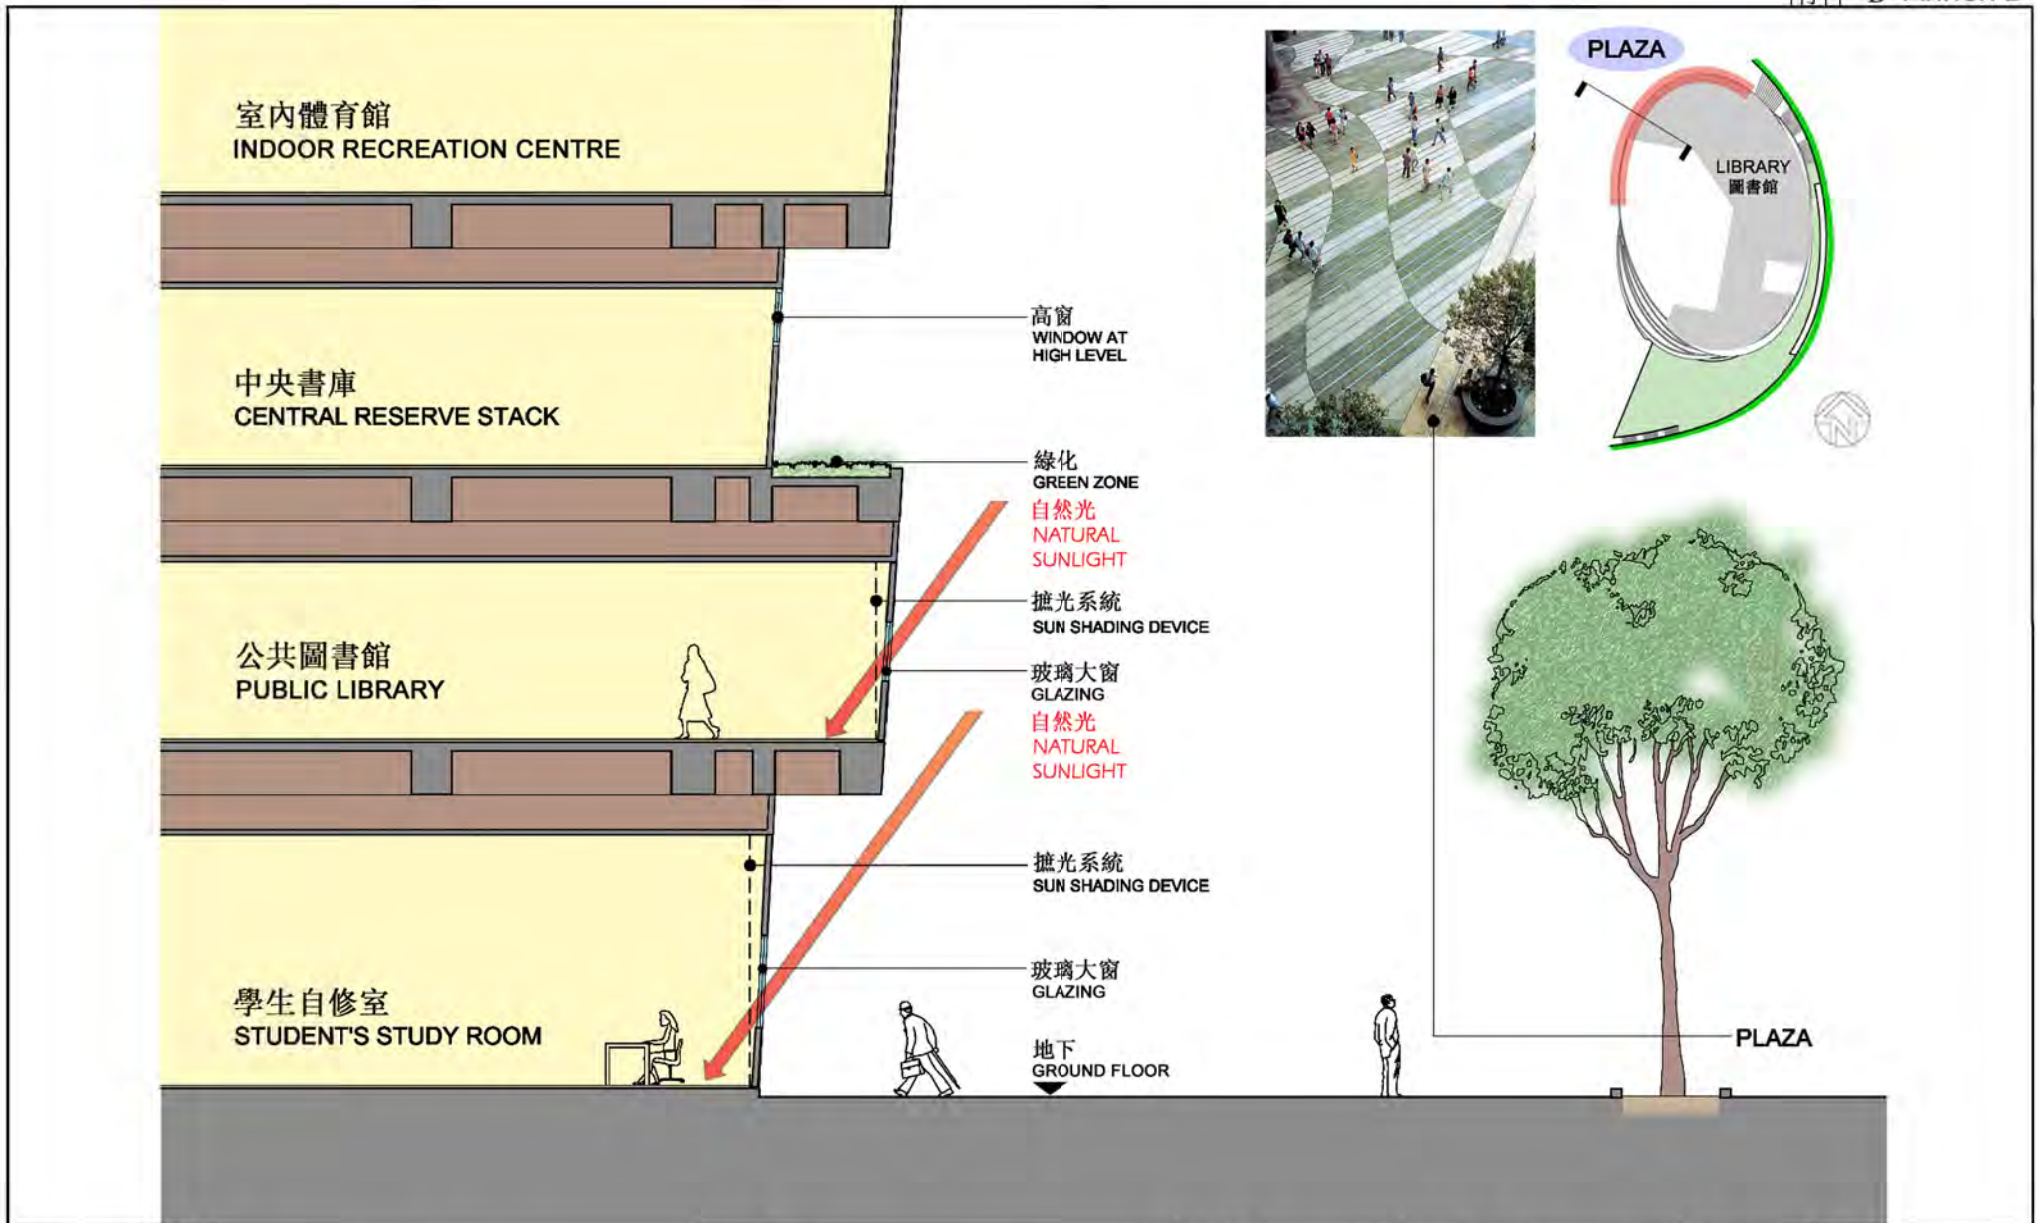 PLAZA
LIBRARY
圖書館
N
室內體育館
INDOOR RECREATION CENTRE
高窗
WINDOW AT
HIGH LEVEL
中央書庫
CENTRAL RESERVE STACK
綠化
GREEN ZONE
自然光
NATURAL
SUNLIGHT
摭光系統
SUN SHADING DEVICE
公共圖書館
PUBLIC LIBRARY
玻璃大窗
GLAZING
自然光
NATURAL
SUNLIGHT
摭光系統
SUN SHADING DEVICE
玻璃大窗
GLAZING
學生自修室
STUDENT'S STUDY ROOM
地下
GROUND FLOOR
PLAZA